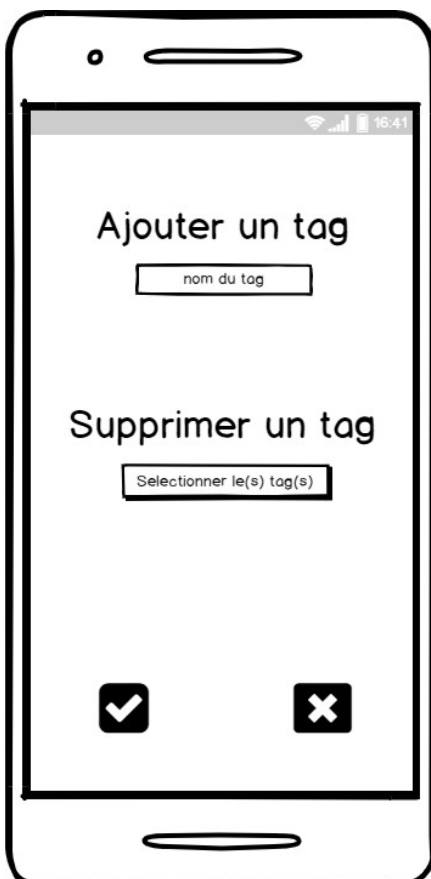 16:41
Ajouter un tag
nom du tag
Supprimer un tag
Selectionner le(s) tag(s)